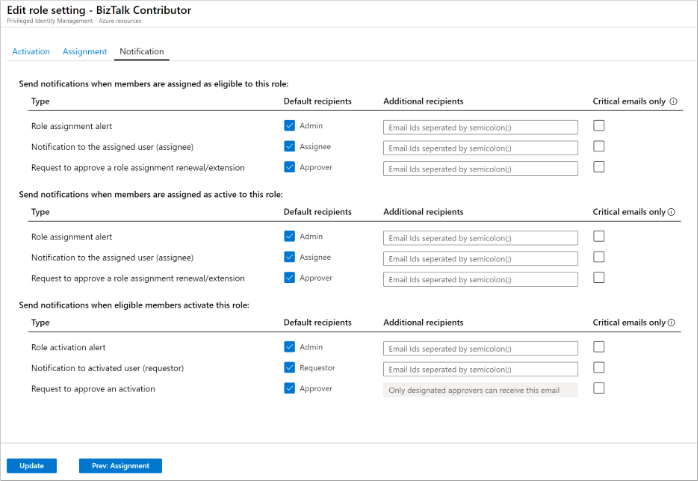 Edit role setting - BizTalk Contributor
Privileged Identity Management - Azure resources
Activation Assignment Notification
Send notifications when members are assigned as eligible to this role:
Type Default recipients Additional recipients Critical emails only
Role assignment alert Admin Email Ids seperated by semicolon(;)
Notification to the assigned user (assignee) Assignee Email Ids seperated by semicolon(;)
Request to approve a role assignment renewal/extension Approver Email Ids seperated by semicolon(;)
Send notifications when members are assigned as active to this role:
Type Default recipients Additional recipients Critical emails only
Role assignment alert Admin Email Ids seperated by semicolon(;)
Notification to the assigned user (assignee) Assignee Email Ids seperated by semicolon(;)
Request to approve a role assignment renewal/extension Approver Email Ids seperated by semicolon(;)
Send notifications when eligible members activate this role:
Type Default recipients Additional recipients Critical emails only
Role activation alert Admin Email Ids seperated by semicolon(;)
Notification to activated user (requestor) Requestor Email Ids seperated by semicolon(;)
Request to approve an activation Approver Only designated approvers can receive this email
Update Prev: Assignment